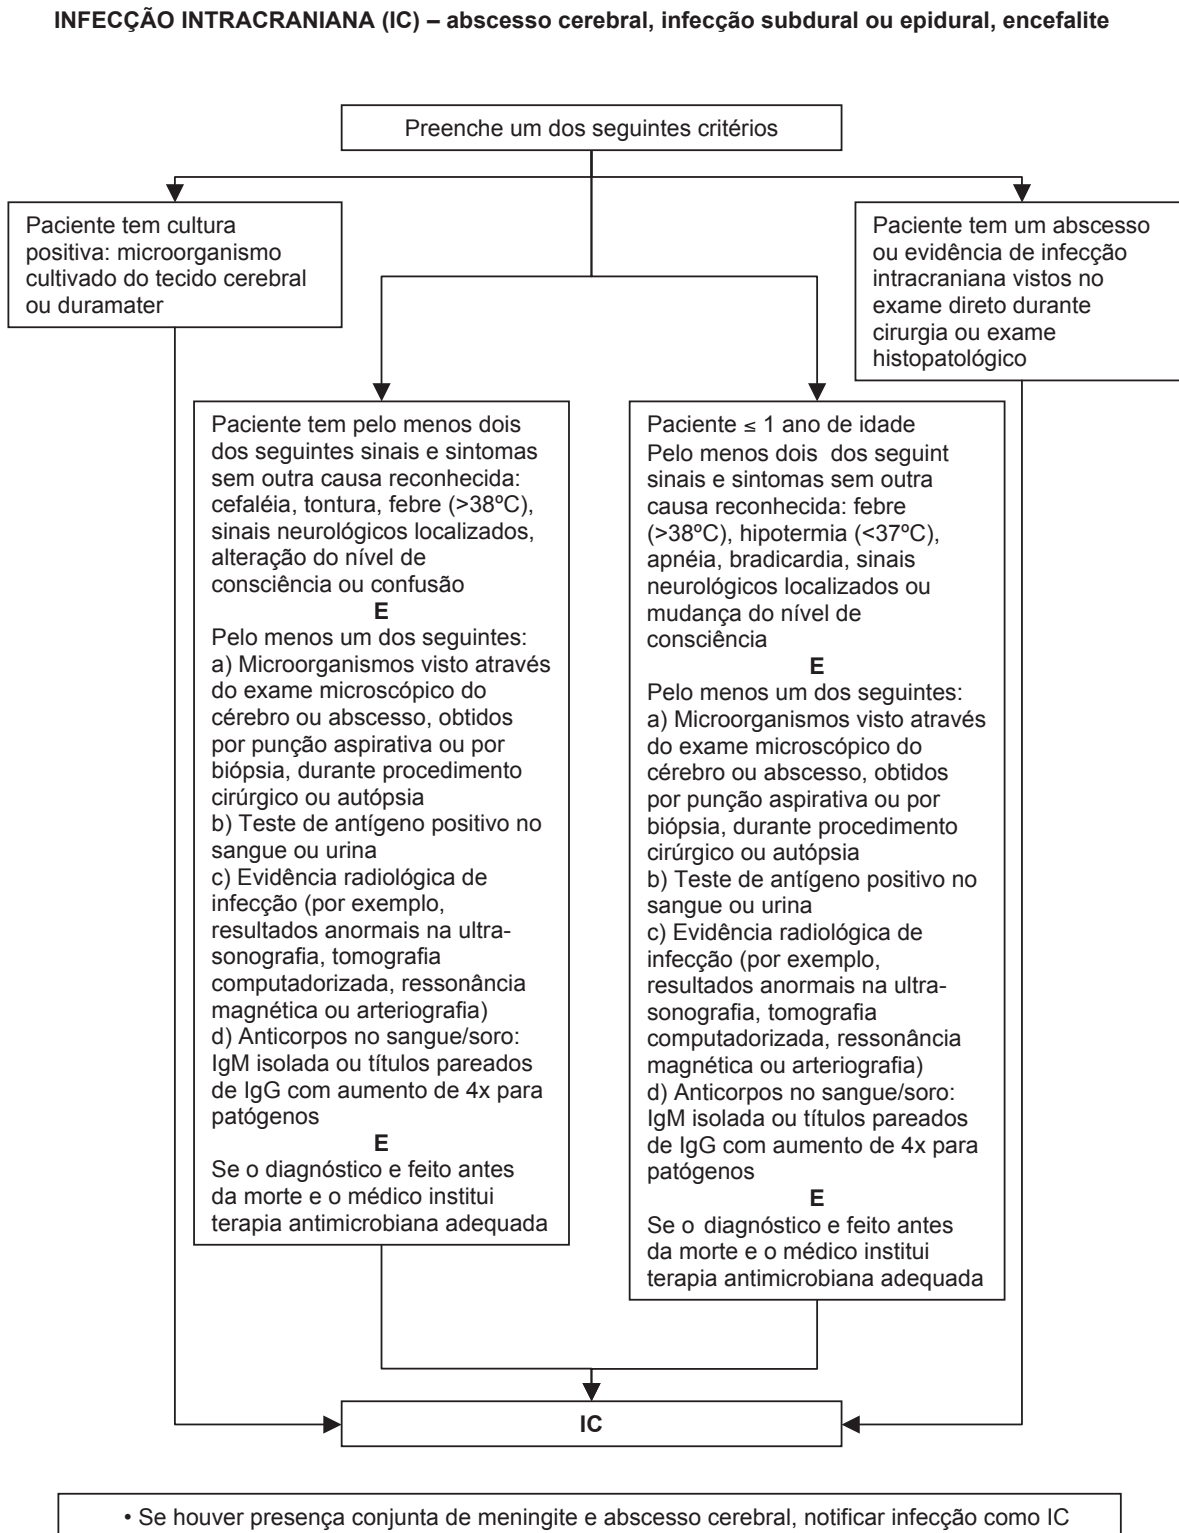 INFECÇÃO INTRACRANIANA (IC) – abscesso cerebral, infecção subdural ou epidural, encefalite
Preenche um dos seguintes critérios
Paciente tem cultura
positiva: microorganismo
cultivado do tecido cerebral
ou duramater
Paciente tem um abscesso
ou evidência de infecção
intracraniana vistos no
exame direto durante
cirurgia ou exame
histopatológico
Paciente tem pelo menos dois
dos seguintes sinais e sintomas
sem outra causa reconhecida:
cefaléia, tontura, febre (>38ºC),
sinais neurológicos localizados,
alteração do nível de
consciência ou confusão
E
Pelo menos um dos seguintes:
a) Microorganismos visto através
do exame microscópico do
cérebro ou abscesso, obtidos
por punção aspirativa ou por
biópsia, durante procedimento
cirúrgico ou autópsia
b) Teste de antígeno positivo no
sangue ou urina
c) Evidência radiológica de
infecção (por exemplo,
resultados anormais na ultra-
sonografia, tomografia
computadorizada, ressonância
magnética ou arteriografia)
d) Anticorpos no sangue/soro:
IgM isolada ou títulos pareados
de IgG com aumento de 4x para
patógenos
E
Se o diagnóstico e feito antes
da morte e o médico institui
terapia antimicrobiana adequada
Paciente ≤ 1 ano de idade
Pelo menos dois dos seguint
sinais e sintomas sem outra
causa reconhecida: febre
(>38ºC), hipotermia (<37ºC),
apnéia, bradicardia, sinais
neurológicos localizados ou
mudança do nível de
consciência
E
Pelo menos um dos seguintes:
a) Microorganismos visto através
do exame microscópico do
cérebro ou abscesso, obtidos
por punção aspirativa ou por
biópsia, durante procedimento
cirúrgico ou autópsia
b) Teste de antígeno positivo no
sangue ou urina
c) Evidência radiológica de
infecção (por exemplo,
resultados anormais na ultra-
sonografia, tomografia
computadorizada, ressonância
magnética ou arteriografia)
d) Anticorpos no sangue/soro:
IgM isolada ou títulos pareados
de IgG com aumento de 4x para
patógenos
E
Se o diagnóstico e feito antes
da morte e o médico institui
terapia antimicrobiana adequada
IC
• Se houver presença conjunta de meningite e abscesso cerebral, notificar infecção como IC